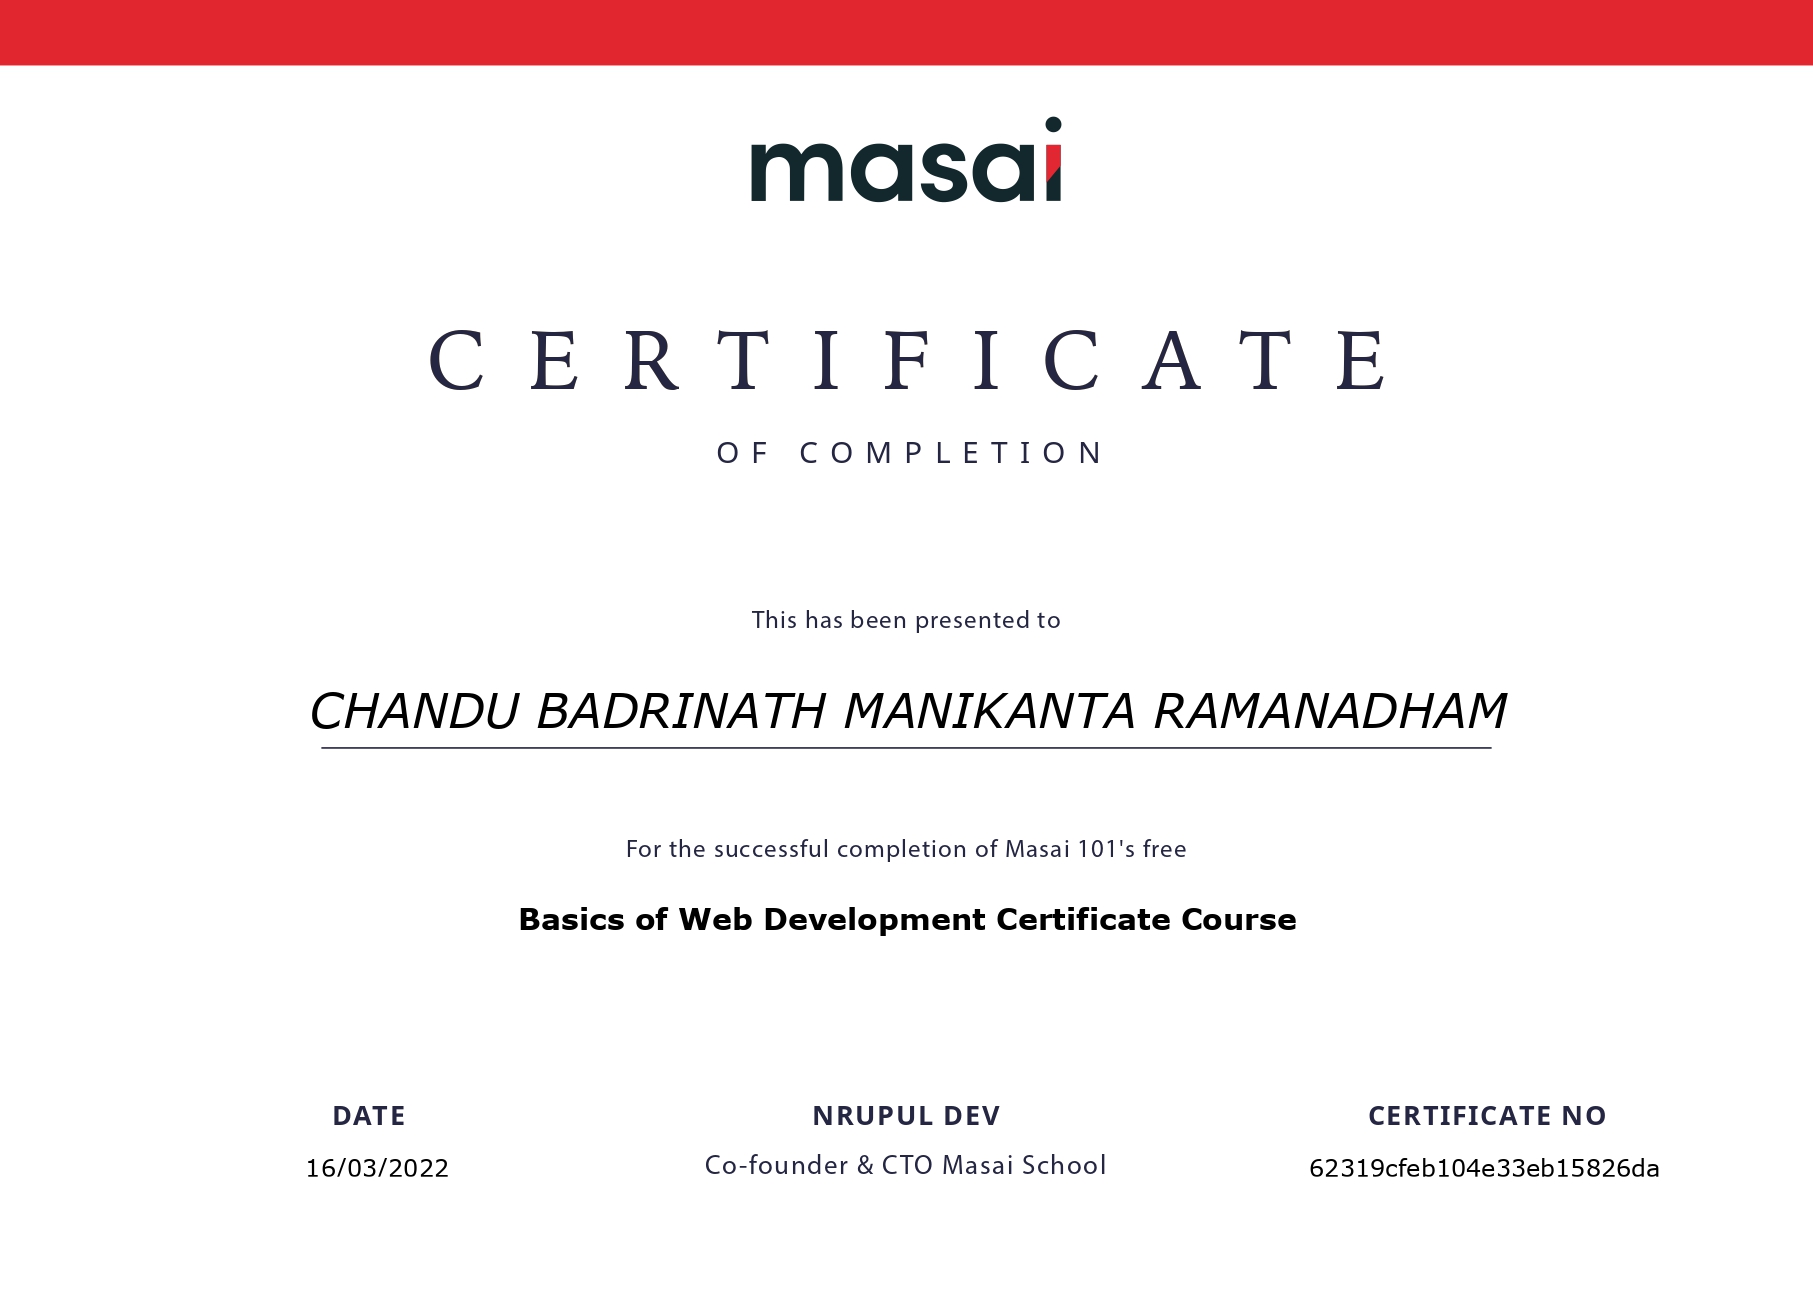 masai
CERTIFICATE
OF COMPLETION
This has been presented to
CHANDU BADRINATH MANIKANTA RAMANADHAM
For the successful completion of Masai 101's free
Basics of Web Development Certificate Course
DATE
16/03/2022
NRUPUL DEV
Co-founder & CTO Masai School
CERTIFICATE NO
62319cfeb104e33eb15826da